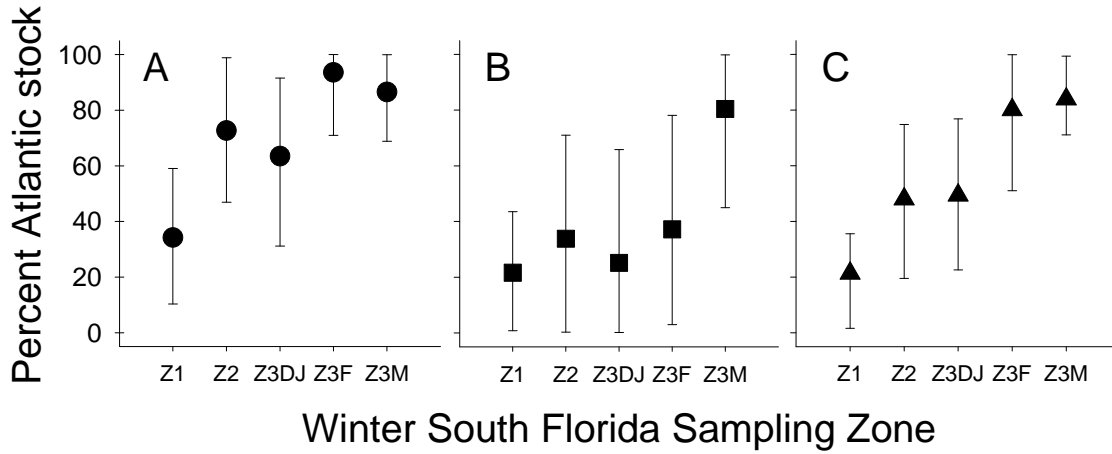 Percent Atlantic stock
100
80
60
40
20
0
A
B
C
Z1 Z2 Z3DJ Z3F Z3M
Z1 Z2 Z3DJ Z3F Z3M
Z1 Z2 Z3DJ Z3F Z3M
Winter South Florida Sampling Zone